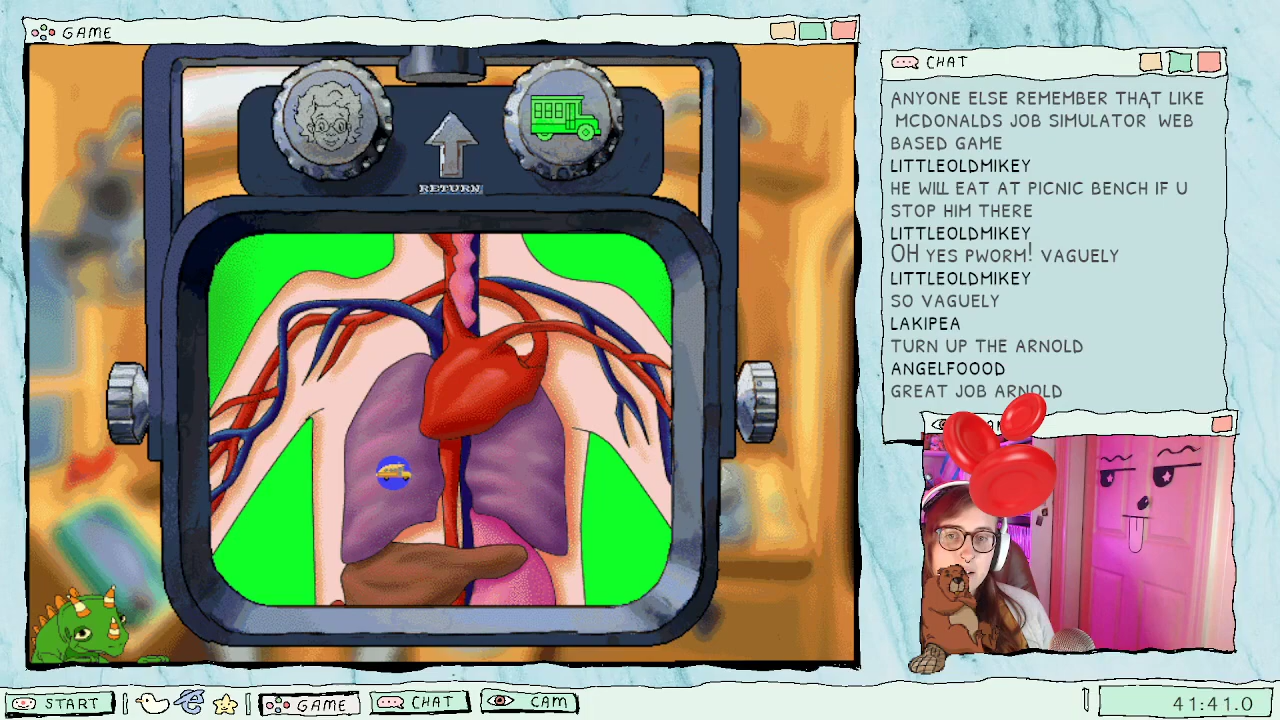 GAME
RETURN
CHAT
ANYONE ELSE REMEMBER THAT LIKE
MCDONALDS JOB SIMULATOR WEB
BASED GAME
LITTLEOLDMIKEY
HE WILL EAT AT PICNIC BENCH IF U
STOP HIM THERE
LITTLEOLDMIKEY
OH YES PWORM! VAGUELY
LITTLEOLDMIKEY
SO VAGUELY
LAKIPEA
TURN UP THE ARNOLD
ANGELFOOOD
GREAT JOB ARNOLD
START
GAME
CHAT
CAM
41:41.0